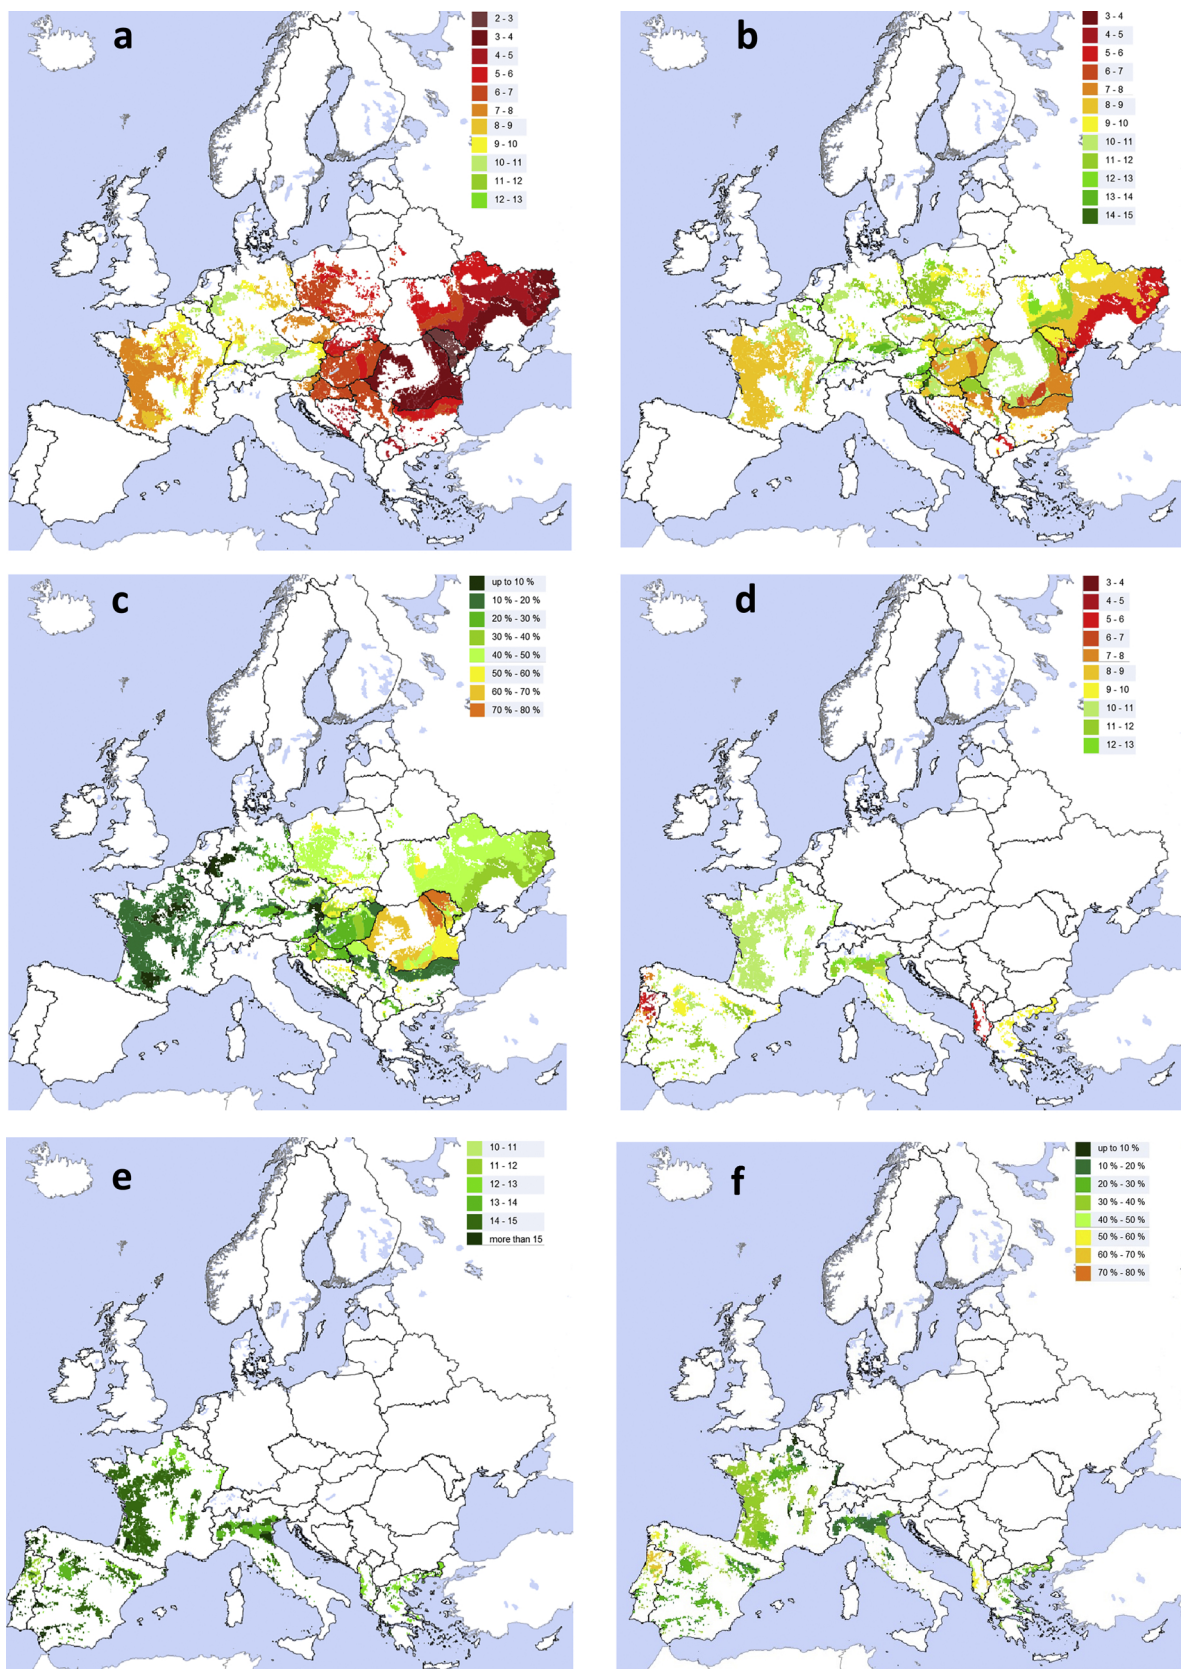 a
2 - 3
3 - 4
4 - 5
5 - 6
6 - 7
7 - 8
8 - 9
9 - 10
10 - 11
11 - 12
12 - 13
b
3 - 4
4 - 5
5 - 6
6 - 7
7 - 8
8 - 9
9 - 10
10 - 11
11 - 12
12 - 13
13 - 14
14 - 15
c
up to 10 %
10 % - 20 %
20 % - 30 %
30 % - 40 %
40 % - 50 %
50 % - 60 %
60 % - 70 %
70 % - 80 %
d
3 - 4
4 - 5
5 - 6
6 - 7
7 - 8
8 - 9
9 - 10
10 - 11
11 - 12
12 - 13
e
10 - 11
11 - 12
12 - 13
13 - 14
14 - 15
more than 15
f
up to 10 %
10 % - 20 %
20 % - 30 %
30 % - 40 %
40 % - 50 %
50 % - 60 %
60 % - 70 %
70 % - 80 %